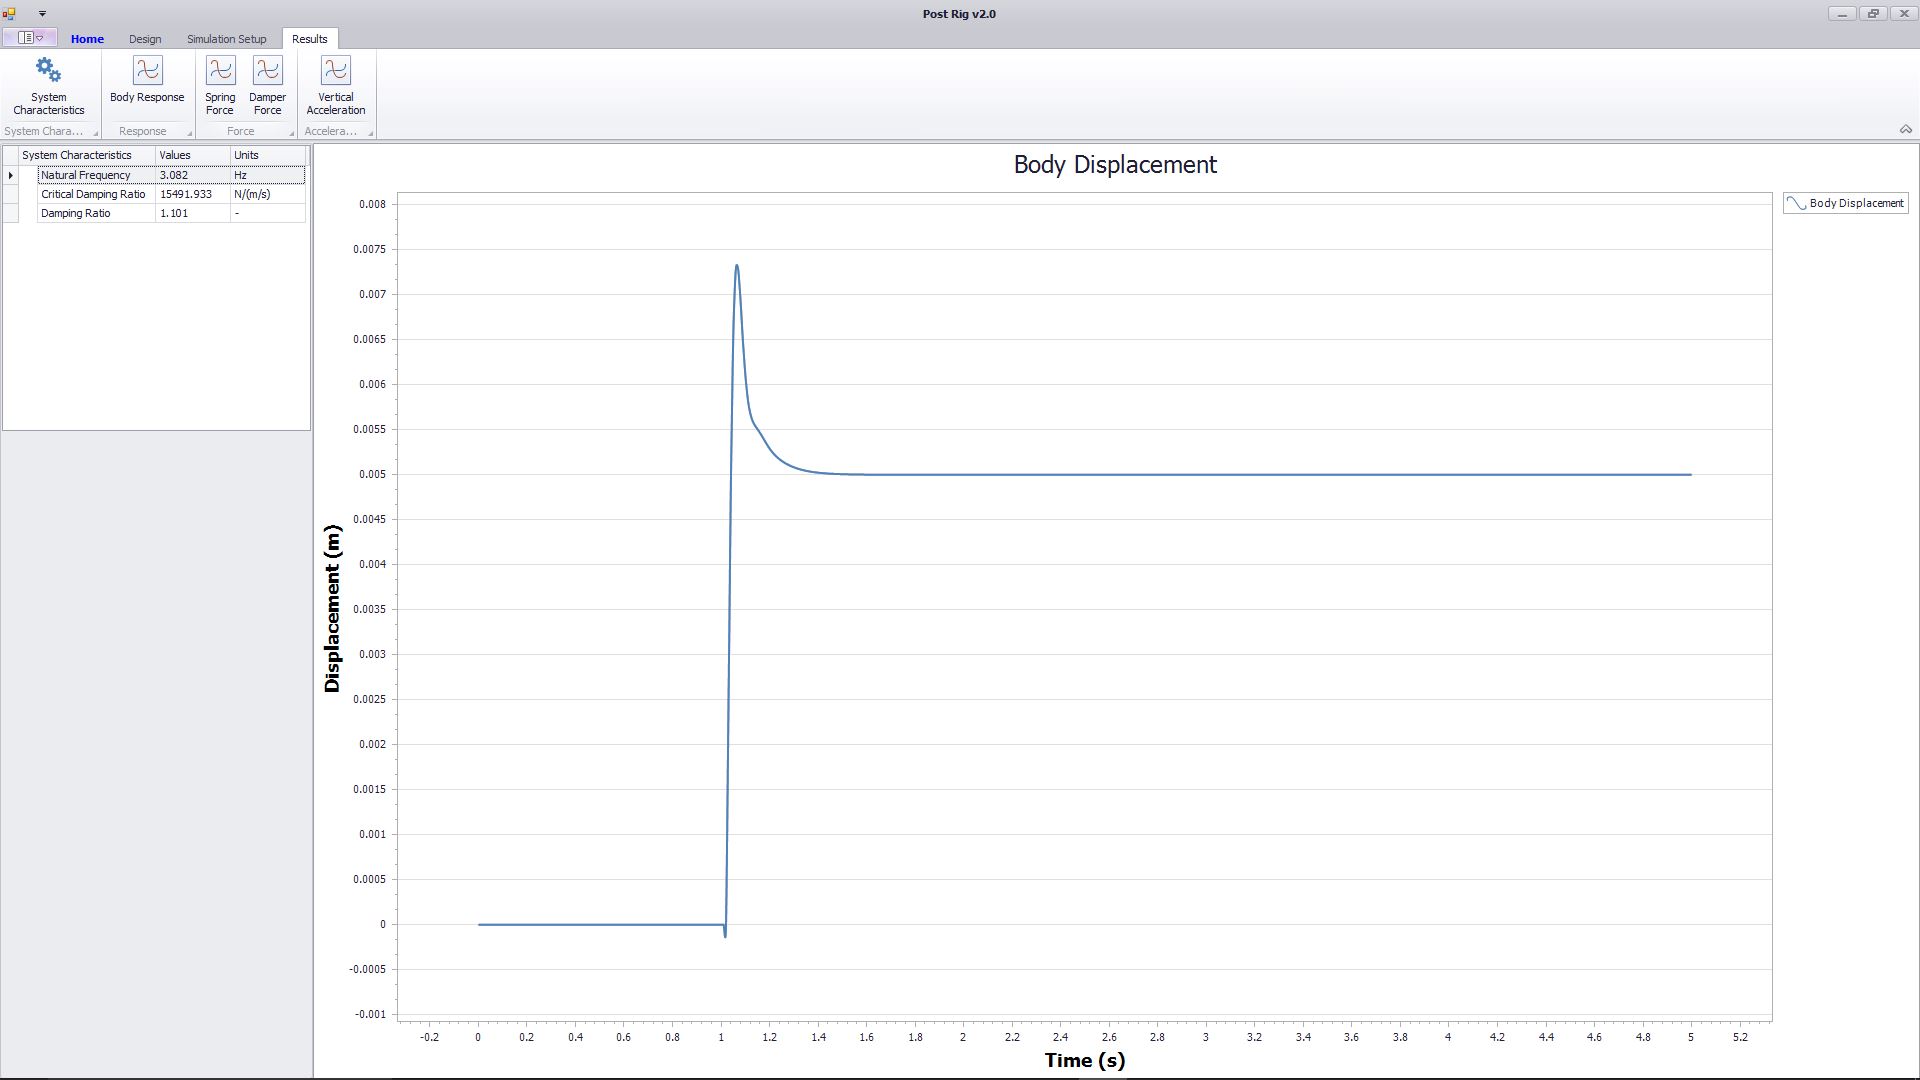 Post Rig v2.0
Home Design Simulation Setup Results
System Characteristics
Body Response
Spring Force
Damper Force
Vertical Acceleration
System Chara... Response Force Accelera...
System Characteristics Values Units
Natural Frequency 3.082 Hz
Critical Damping Ratio 15491.933 N/(m/s)
Damping Ratio 1.101 -
Body Displacement
Body Displacement
Displacement (m)
0.008
0.0075
0.007
0.0065
0.006
0.0055
0.005
0.0045
0.004
0.0035
0.003
0.0025
0.002
0.0015
0.001
0.0005
0
-0.0005
-0.001
-0.2 0 0.2 0.4 0.6 0.8 1 1.2 1.4 1.6 1.8 2 2.2 2.4 2.6 2.8 3 3.2 3.4 3.6 3.8 4 4.2 4.4 4.6 4.8 5 5.2
Time (s)